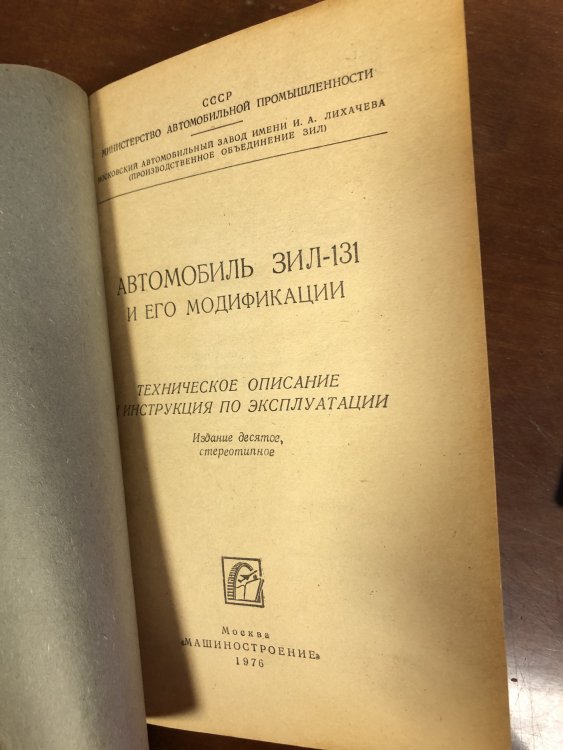 СССР
МИНИСТЕРСТВО АВТОМОБИЛЬНОЙ ПРОМЫШЛЕННОСТИ
МОСКОВСКИЙ АВТОМОБИЛЬНЫЙ ЗАВОД ИМЕНИ И. А. ЛИХАЧЕВА
(ПРОИЗВОДСТВЕННОЕ ОБЪЕДИНЕНИЕ ЗИЛ)
АВТОМОБИЛЬ ЗИЛ-131
И ЕГО МОДИФИКАЦИИ
ТЕХНИЧЕСКОЕ ОПИСАНИЕ
И ИНСТРУКЦИЯ ПО ЭКСПЛУАТАЦИИ
Издание десятое,
стереотипное
Москва
«МАШИНОСТРОЕНИЕ»
1976